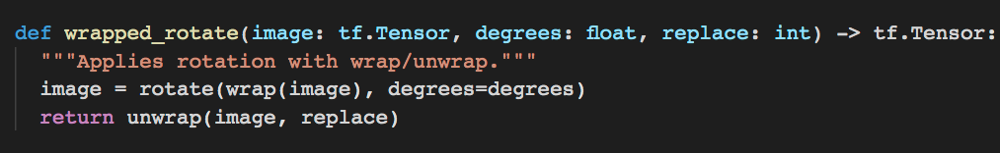 def wrapped_rotate(image: tf.Tensor, degrees: float, replace: int) -> tf.Tensor:
"""Applies rotation with wrap/unwrap."""
image = rotate(wrap(image), degrees=degrees)
return unwrap(image, replace)